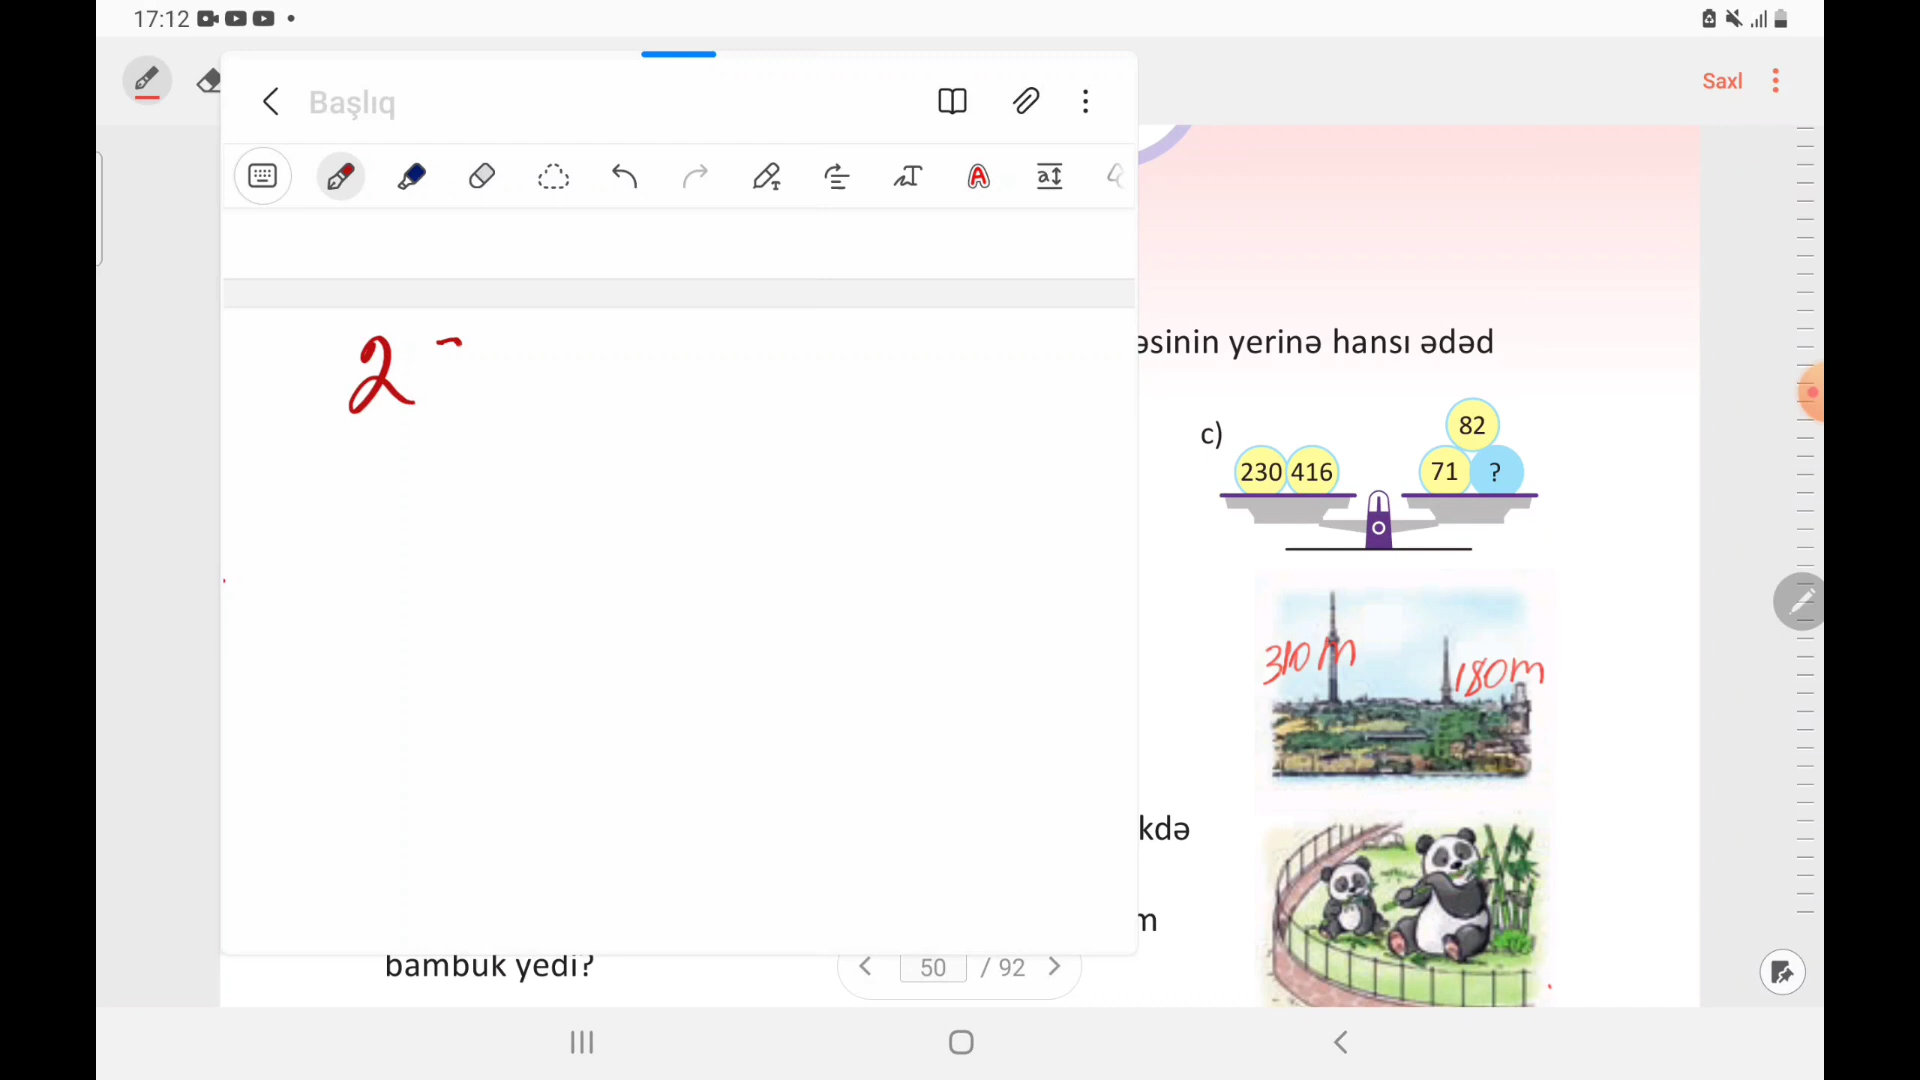 17:12
Başlıq
Saxl
2
əsinin yerinə hansı ədəd
c)
82
230 416 71 ?
310 m
180m
kdə
m
bambuk yedi?
50 / 92